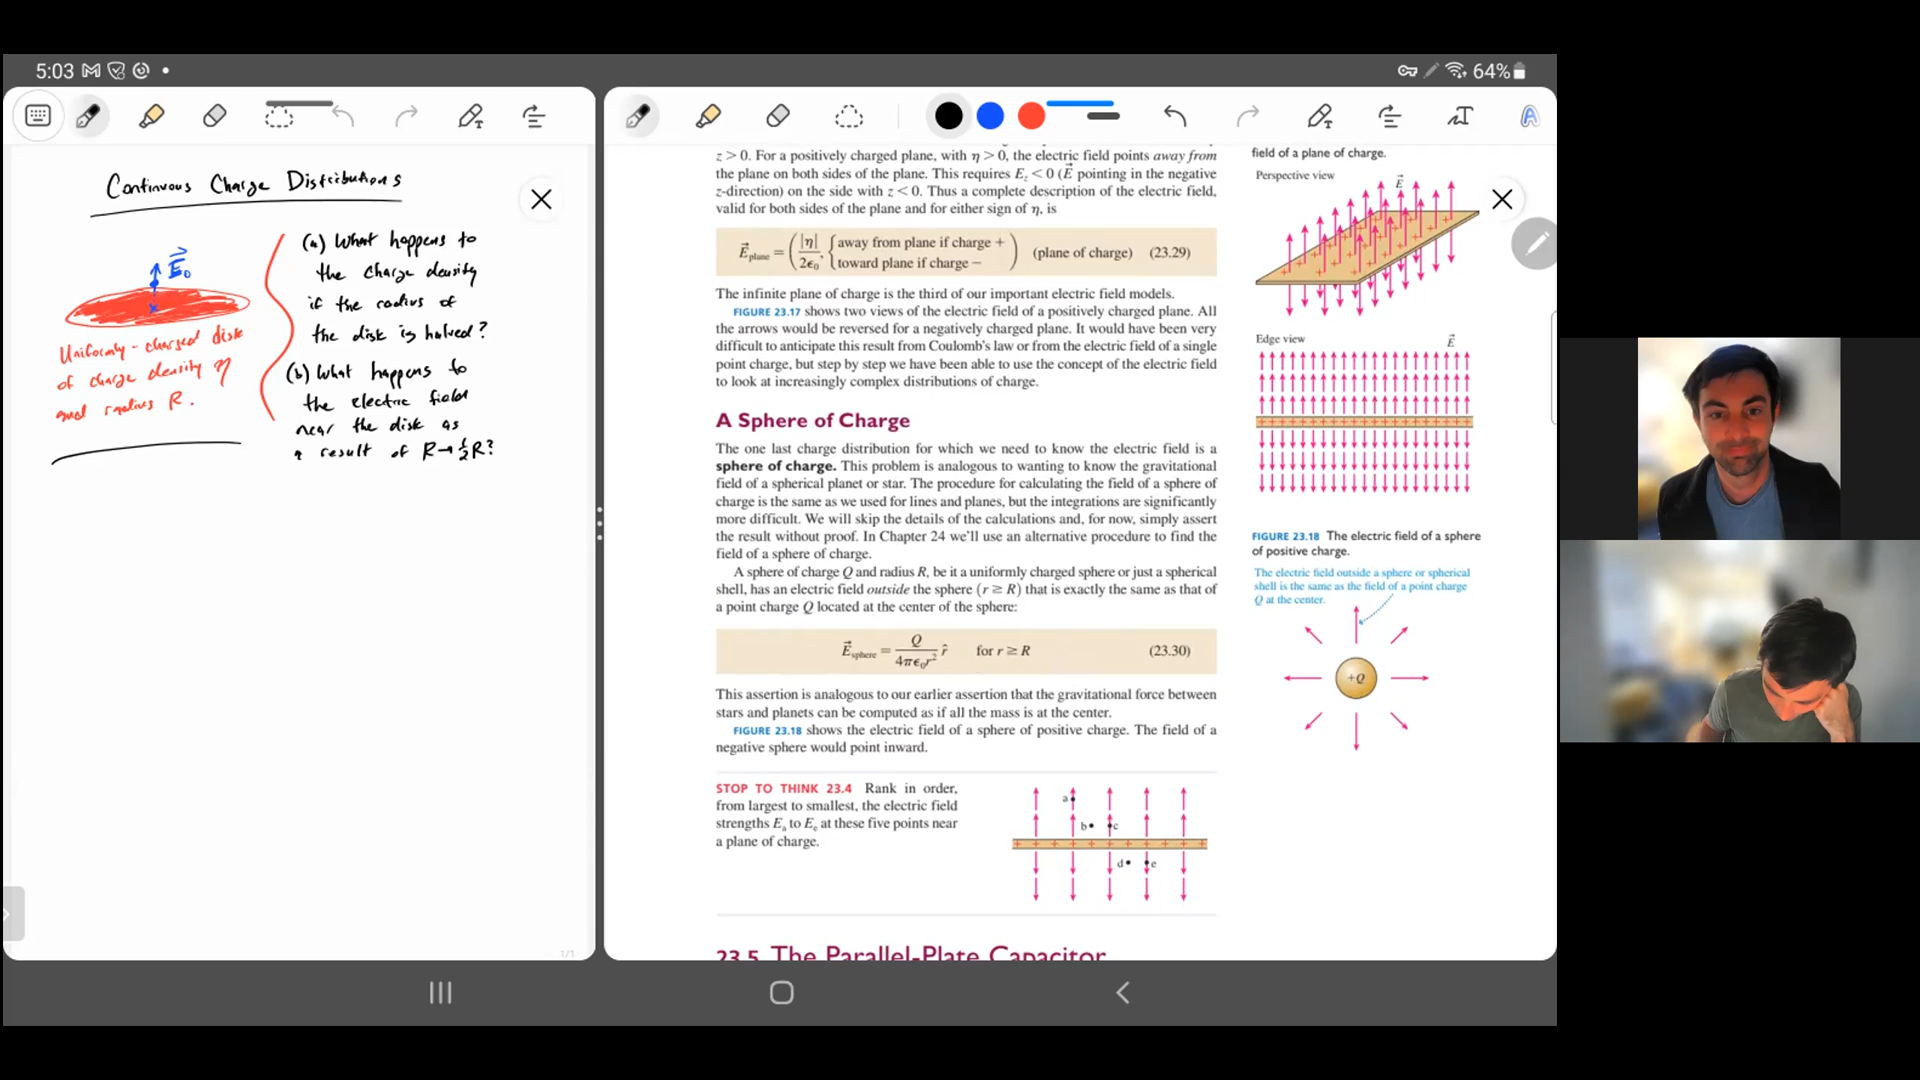 5:03
64%
Continuous Charge Distributions
E₀
Uniformly-charged disk
of charge density η
and radius R.
(a) What happens to
the charge density
if the radius of
the disk is halved?
(b) What happens to
the electric field
near the disk as
a result of R→½R?
1/1
z > 0. For a positively charged plane, with η > 0, the electric field points away from
the plane on both sides of the plane. This requires E_z < 0 (E⃗ pointing in the negative
z-direction) on the side with z < 0. Thus a complete description of the electric field,
valid for both sides of the plane and for either sign of η, is
E⃗_plane = (|η|/2ϵ₀, {away from plane if charge +
toward plane if charge −) (plane of charge) (23.29)
The infinite plane of charge is the third of our important electric field models.
FIGURE 23.17 shows two views of the electric field of a positively charged plane. All
the arrows would be reversed for a negatively charged plane. It would have been very
difficult to anticipate this result from Coulomb's law or from the electric field of a single
point charge, but step by step we have been able to use the concept of the electric field
to look at increasingly complex distributions of charge.
A Sphere of Charge
The one last charge distribution for which we need to know the electric field is a
sphere of charge. This problem is analogous to wanting to know the gravitational
field of a spherical planet or star. The procedure for calculating the field of a sphere of
charge is the same as we used for lines and planes, but the integrations are significantly
more difficult. We will skip the details of the calculations and, for now, simply assert
the result without proof. In Chapter 24 we'll use an alternative procedure to find the
field of a sphere of charge.
A sphere of charge Q and radius R, be it a uniformly charged sphere or just a spherical
shell, has an electric field outside the sphere (r ≥ R) that is exactly the same as that of
a point charge Q located at the center of the sphere:
E⃗_sphere = Q/4πϵ₀r² r̂ for r ≥ R (23.30)
This assertion is analogous to our earlier assertion that the gravitational force between
stars and planets can be computed as if all the mass is at the center.
FIGURE 23.18 shows the electric field of a sphere of positive charge. The field of a
negative sphere would point inward.
STOP TO THINK 23.4 Rank in order,
from largest to smallest, the electric field
strengths E_a to E_e at these five points near
a plane of charge.
a
b
c
d
e
23.5 The Parallel-Plate Capacitor
field of a plane of charge.
Perspective view
E⃗
Edge view
E⃗
FIGURE 23.18 The electric field of a sphere
of positive charge.
The electric field outside a sphere or spherical
shell is the same as the field of a point charge
Q at the center.
+Q